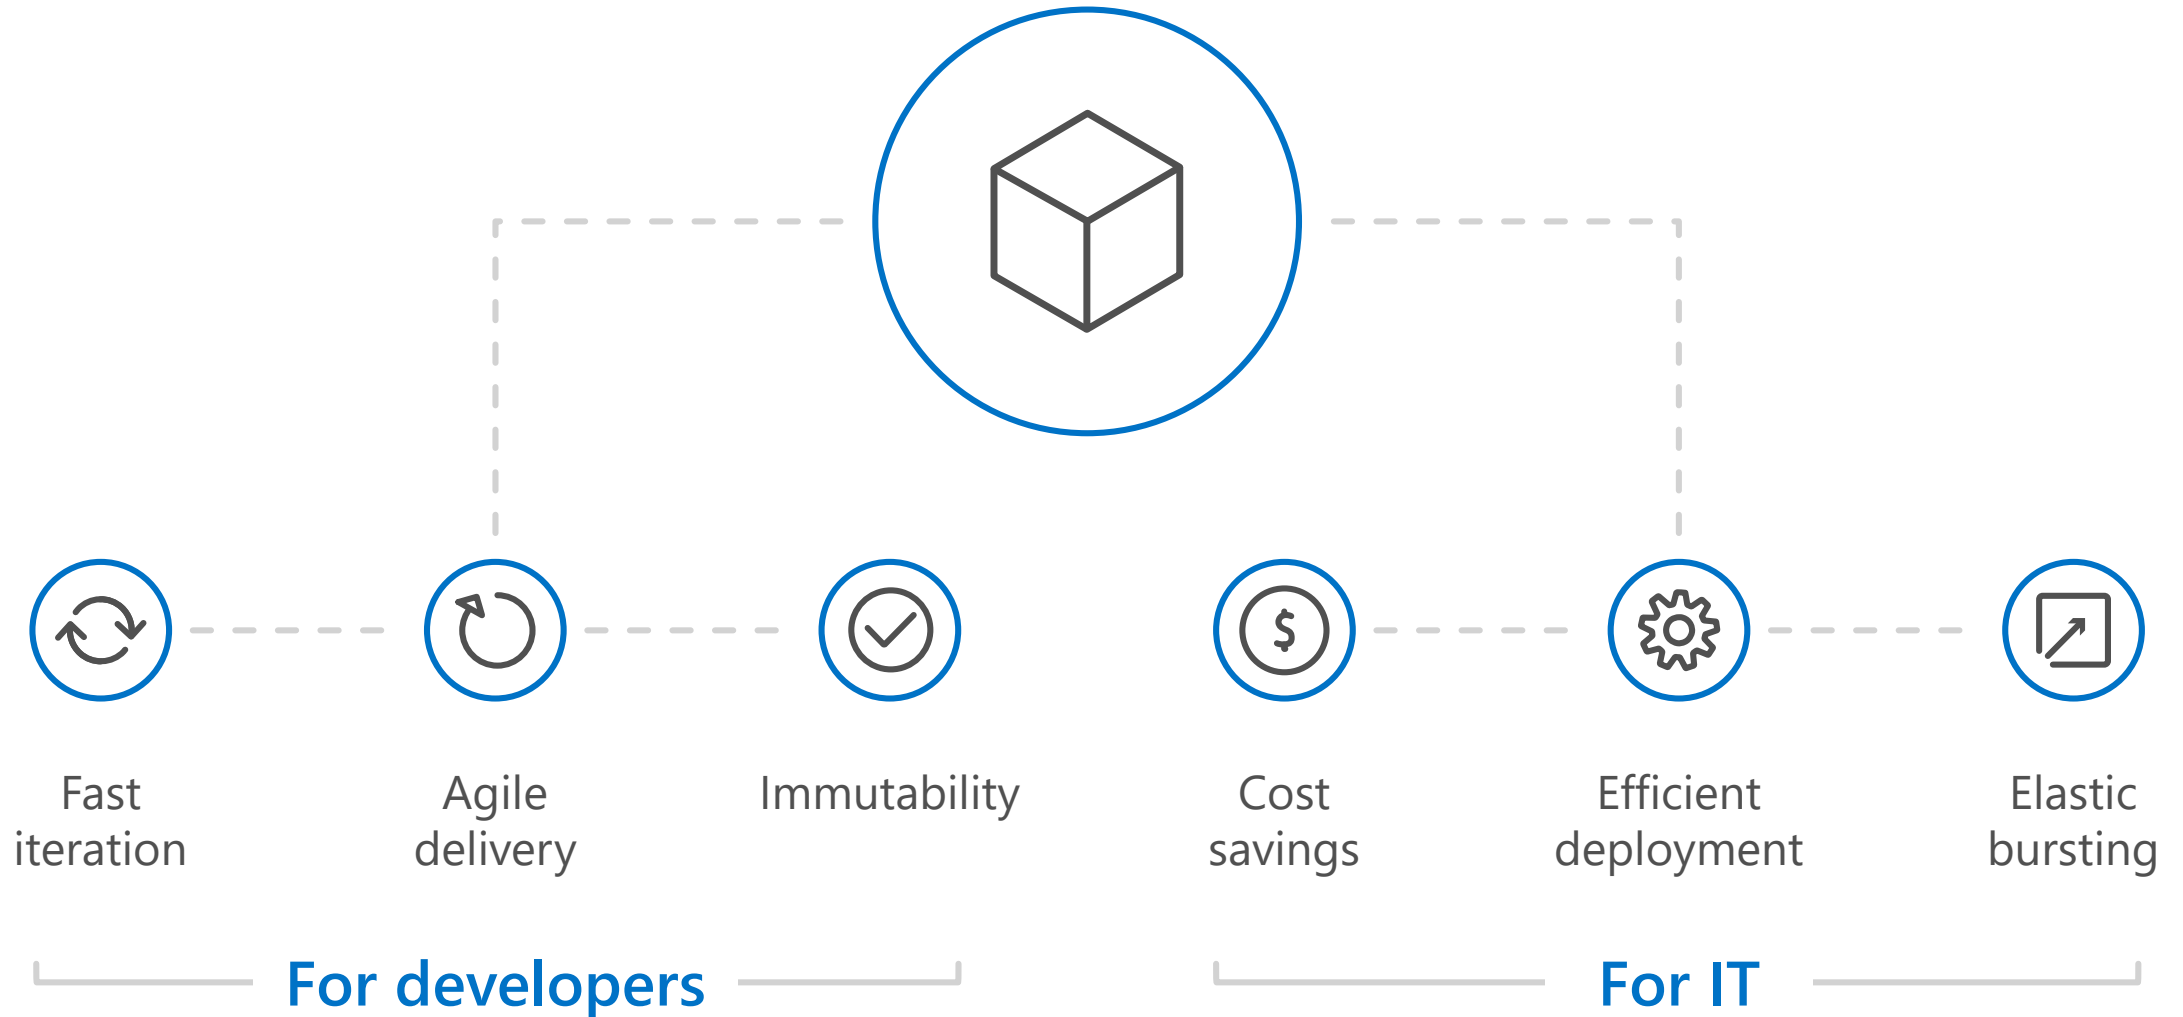 Fast
iteration
Agile
delivery
Immutability
Cost
savings
Efficient
deployment
Elastic
bursting
For developers
For IT